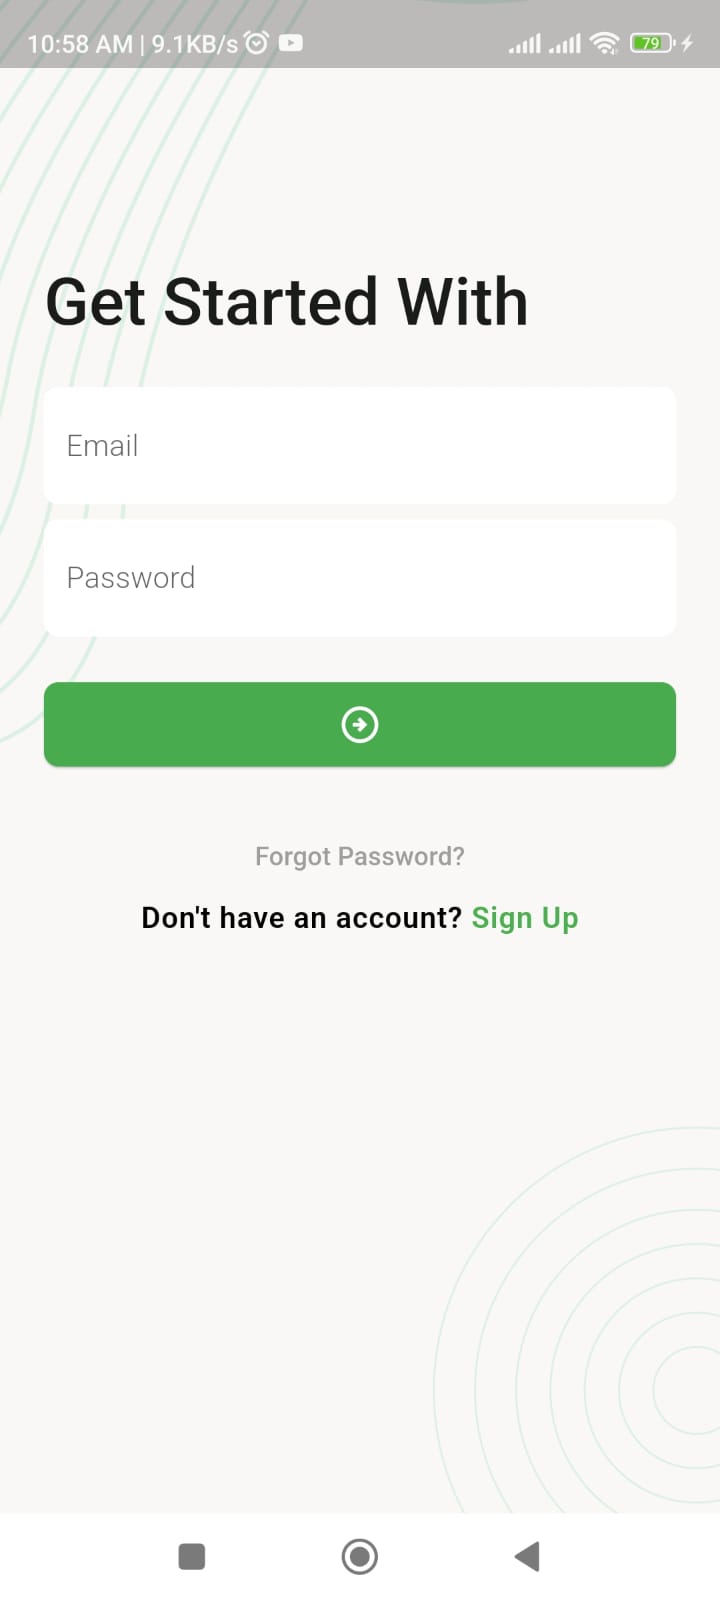 10:58 AM | 9.1KB/s 79
Get Started With
Email
Password
Forgot Password?
Don't have an account? Sign Up